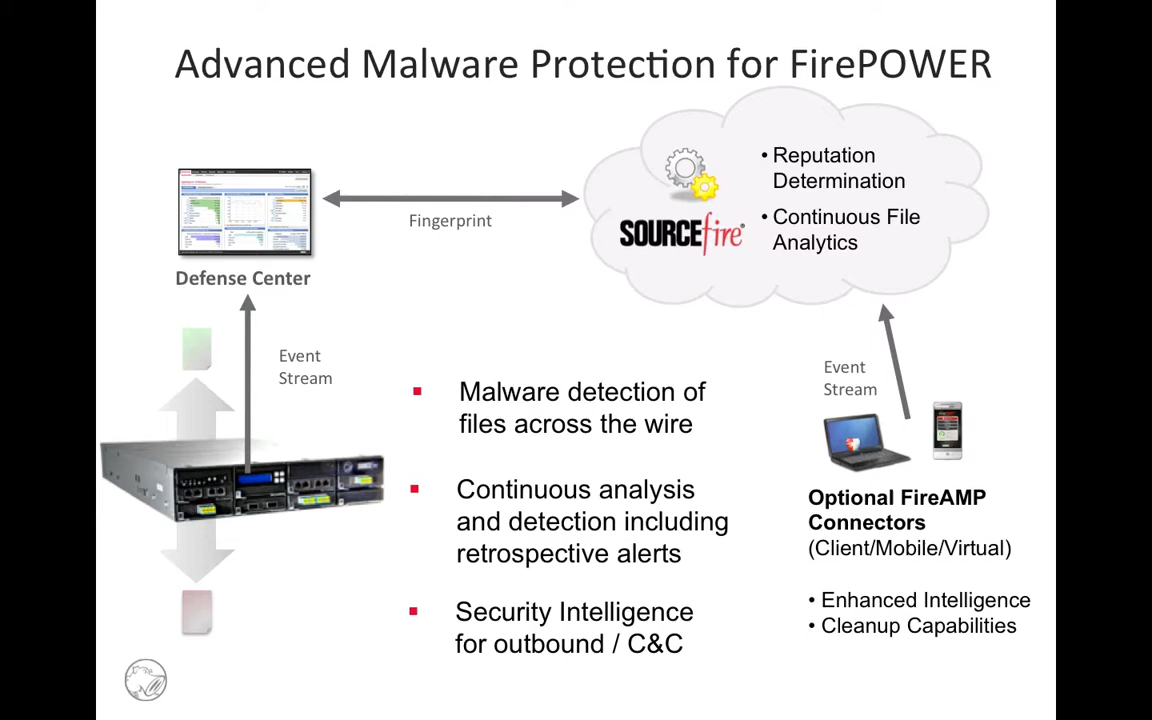 Advanced Malware Protection for FirePOWER
• Reputation
Determination
• Continuous File
Analytics
SOURCEfire®
Fingerprint
Defense Center
Event
Stream
Event
Stream
Malware detection of
files across the wire
Continuous analysis
and detection including
retrospective alerts
Security Intelligence
for outbound / C&C
Optional FireAMP
Connectors
(Client/Mobile/Virtual)
• Enhanced Intelligence
• Cleanup Capabilities